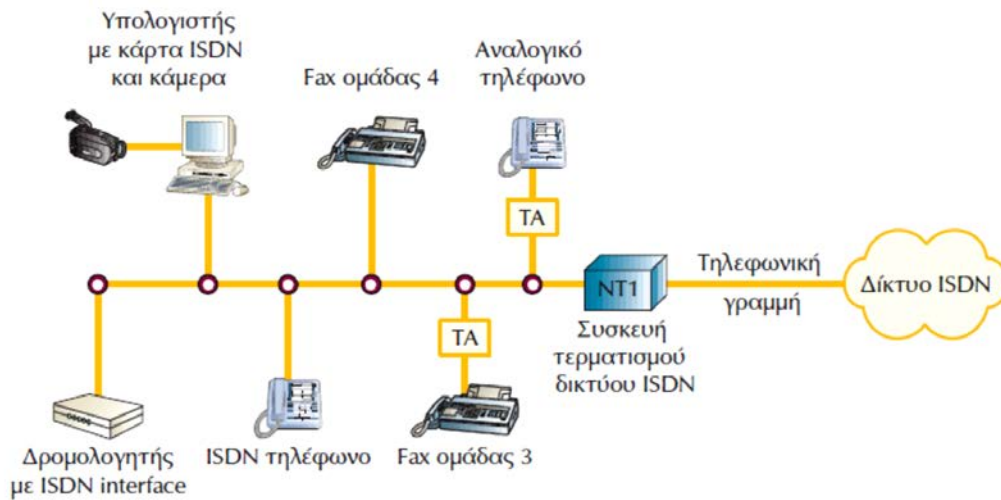 Υπολογιστής
με κάρτα ISDN
και κάμερα
Fax ομάδας 4
Αναλογικό
τηλέφωνο
TA
NT1
Τηλεφωνική
γραμμή
Δίκτυο ISDN
Συσκευή
τερματισμού
δικτύου ISDN
TA
Δρομολογητής
με ISDN interface
ISDN τηλέφωνο
Fax ομάδας 3